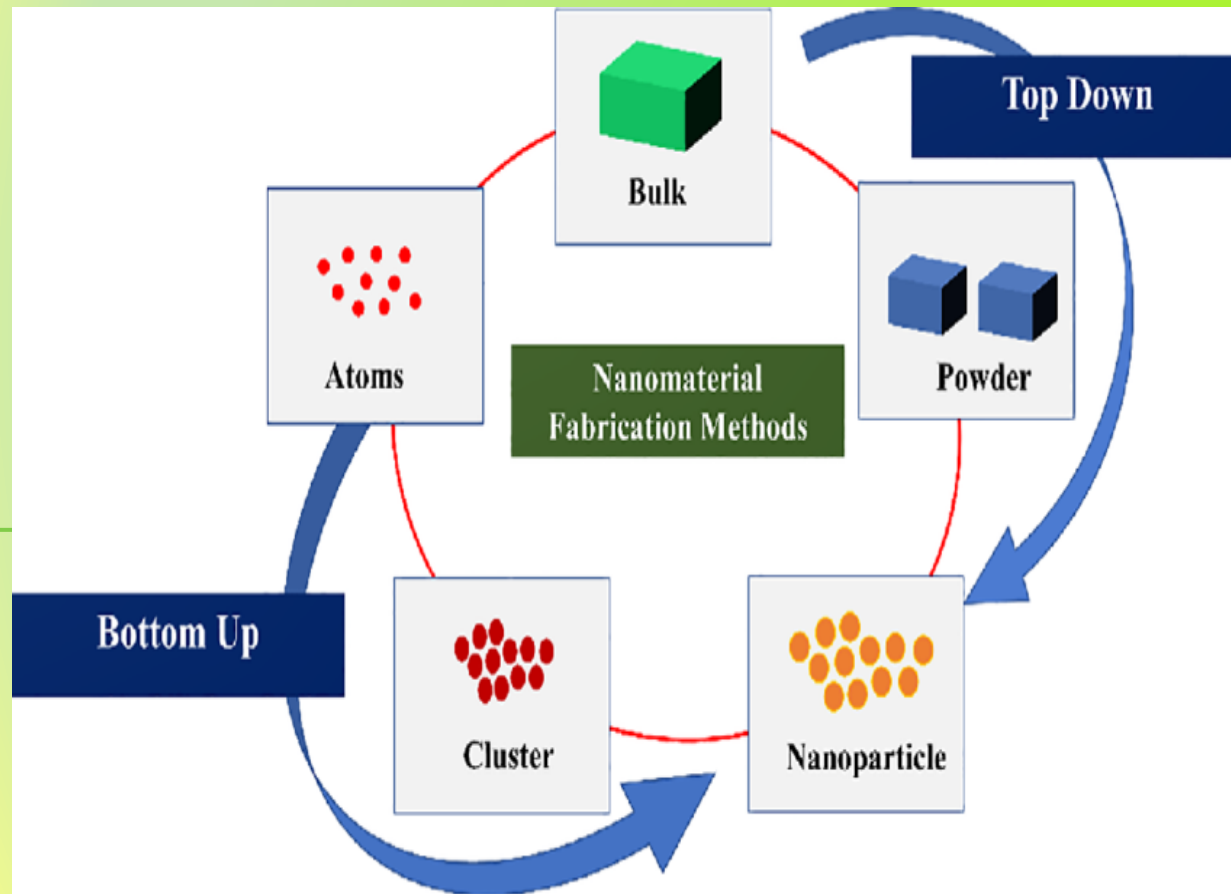 Top Down
Bulk
Atoms
Powder
Nanomaterial
Fabrication Methods
Bottom Up
Cluster
Nanoparticle